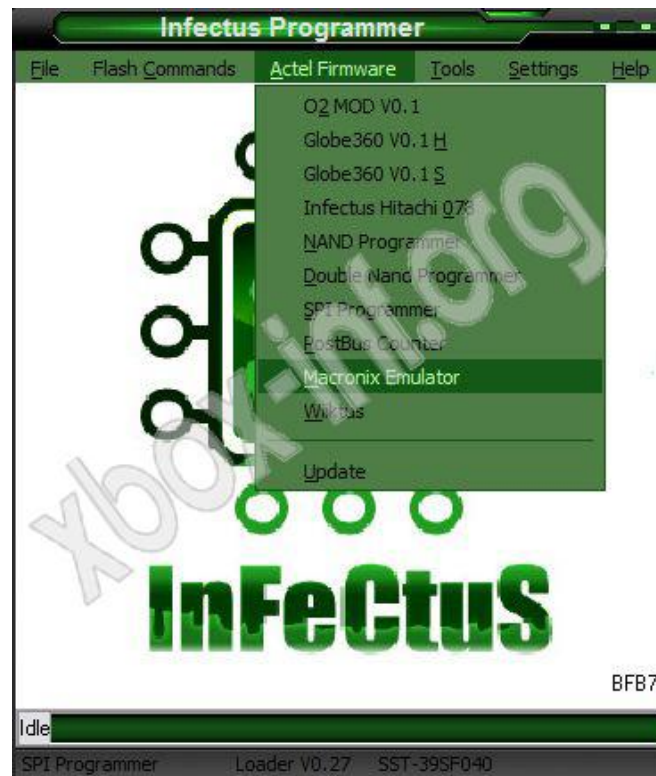 Infectus Programmer
File Flash Commands Actel Firmware Tools Settings Help
O2 MOD V0.1
Globe360 V0.1 H
Globe360 V0.1 S
Infectus Hitachi 078
NAND Programmer
Double Nand Programmer
SPI Programmer
PostBus Counter
Macronix Emulator
Wiiktus
Update
xbox-int.org
InFeCtuS
BFB7
Idle
SPI Programmer Loader V0.27 SST-39SF040